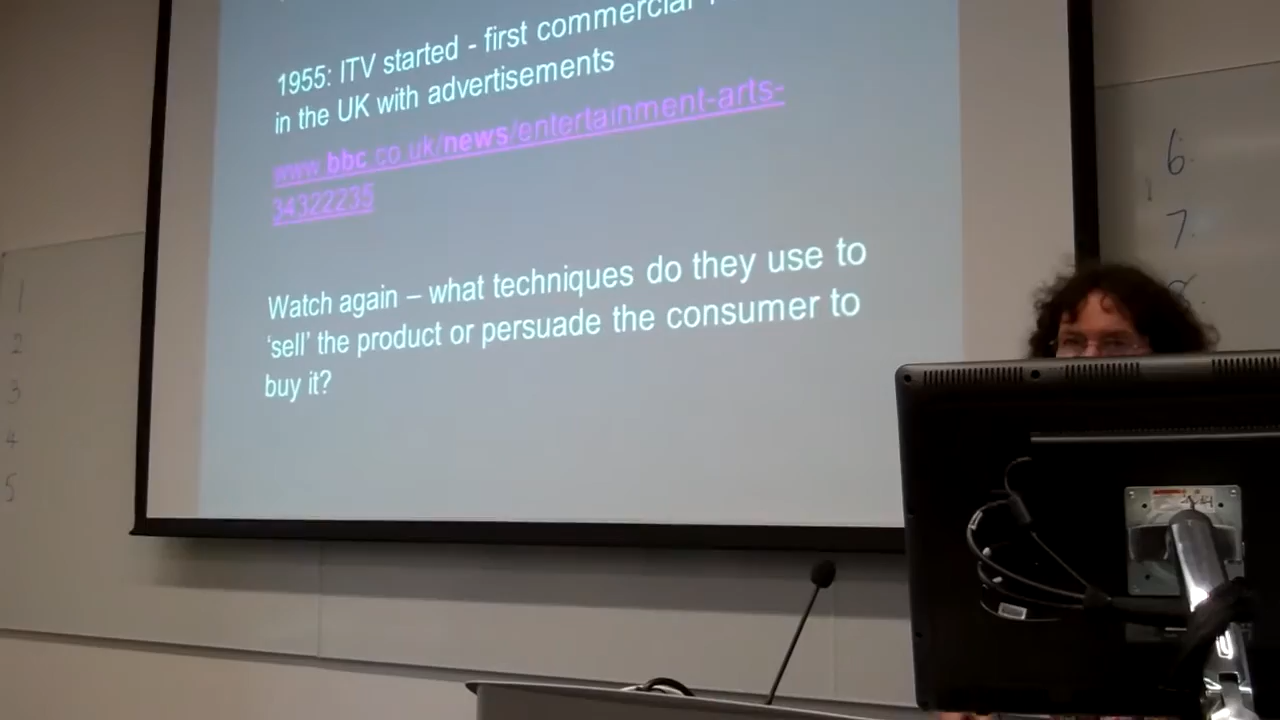 1955: ITV started - first commercial
in the UK with advertisements
www.bbc.co.uk/news/entertainment-arts-
34322235
Watch again – what techniques do they use to
‘sell’ the product or persuade the consumer to
buy it?
1
2
3
4
5
6.
7.